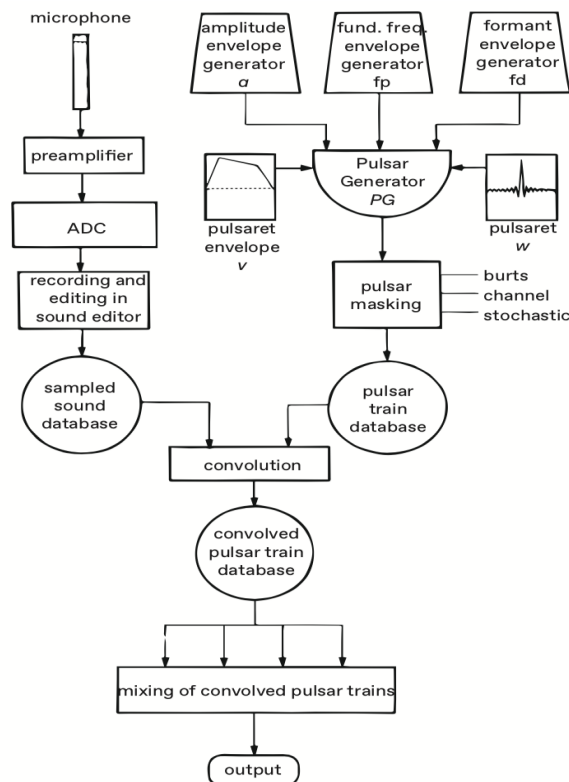 microphone
preamplifier
ADC
recording and
editing in
sound editor
sampled
sound
database
amplitude
envelope
generator
a
fund. freq.
envelope
generator
fp
formant
envelope
generator
fd
pulsaret
envelope
v
Pulsar
Generator
PG
pulsaret
w
pulsar
masking
burts
channel
stochastic
pulsar
train
database
convolution
convolved
pulsar train
database
mixing of convolved pulsar trains
output